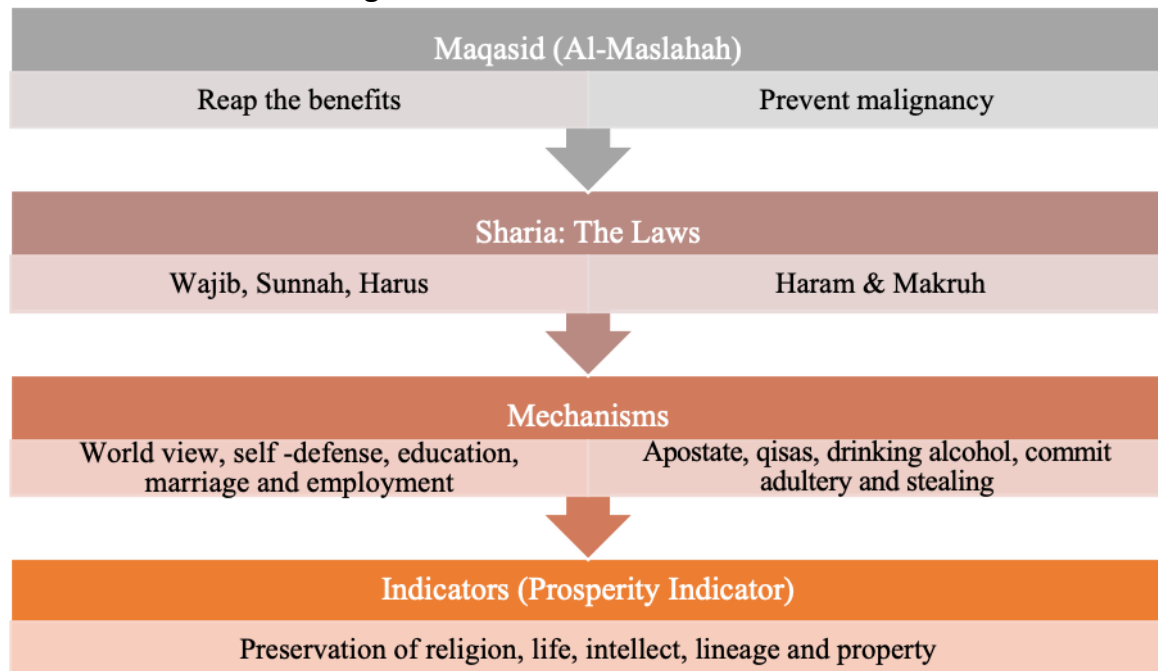 Maqasid (Al-Maslahah)
Reap the benefits
Prevent malignancy
Sharia: The Laws
Wajib, Sunnah, Harus
Haram & Makruh
Mechanisms
World view, self -defense, education,
marriage and employment
Apostate, qisas, drinking alcohol, commit
adultery and stealing
Indicators (Prosperity Indicator)
Preservation of religion, life, intellect, lineage and property